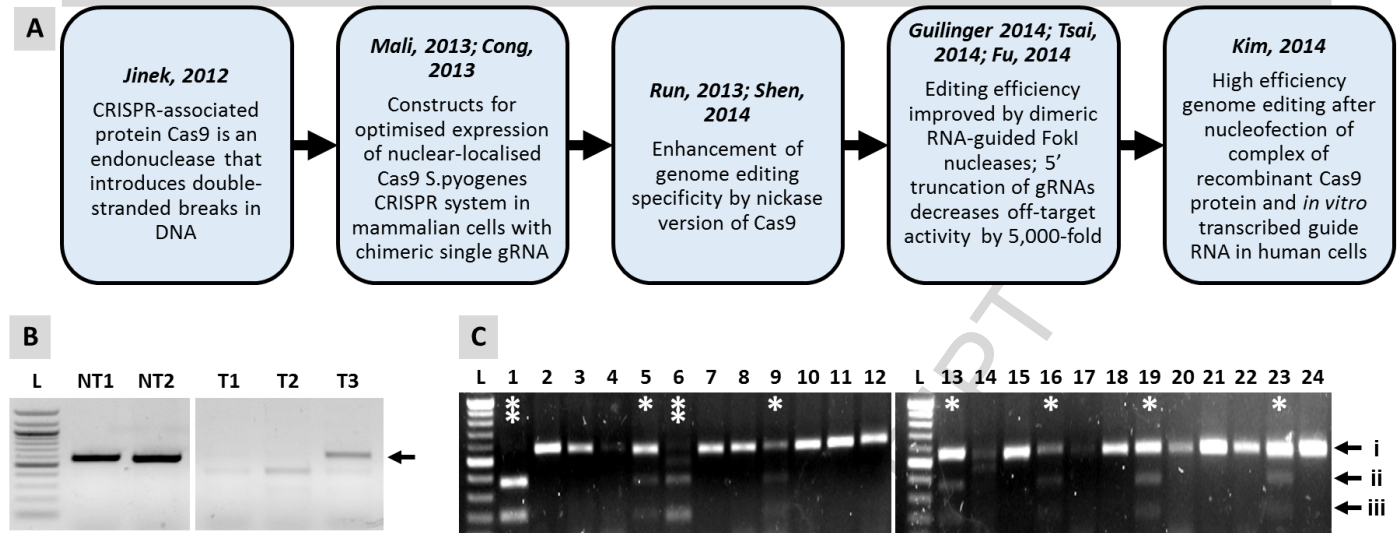 A
Jinek, 2012
CRISPR-associated
protein Cas9 is an
endonuclease that
introduces double-
stranded breaks in
DNA
Mali, 2013; Cong,
2013
Constructs for
optimised expression
of nuclear-localised
Cas9 S.pyogenes
CRISPR system in
mammalian cells with
chimeric single gRNA
Run, 2013; Shen,
2014
Enhancement of
genome editing
specificity by nickase
version of Cas9
Guilinger 2014; Tsai,
2014; Fu, 2014
Editing efficiency
improved by dimeric
RNA-guided FokI
nucleases; 5’
truncation of gRNAs
decreases off-target
activity by 5,000-fold
Kim, 2014
High efficiency
genome editing after
nucleofection of
complex of
recombinant Cas9
protein and in vitro
transcribed guide
RNA in human cells
B
L NT1 NT2 T1 T2 T3
C
L 1 2 3 4 5 6 7 8 9 10 11 12 L 13 14 15 16 17 18 19 20 21 22 23 24
* * * * * * * *
* *
i
ii
iii